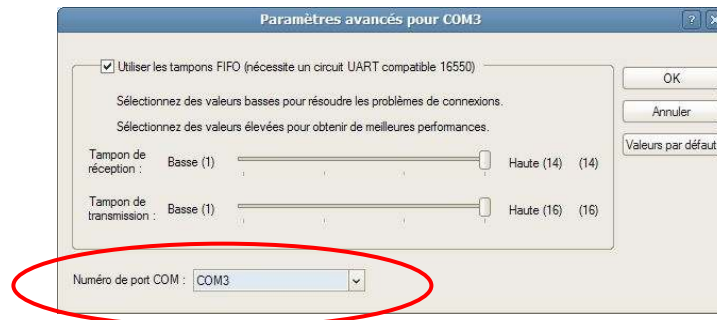 Paramètres avancés pour COM3
Utiliser les tampons FIFO (nécessite un circuit UART compatible 16550)
OK
Sélectionnez des valeurs basses pour résoudre les problèmes de connexions.
Annuler
Sélectionnez des valeurs élevées pour obtenir de meilleures performances.
Valeurs par défaut
Tampon de
réception : Basse (1) Haute (14) (14)
Tampon de
transmission : Basse (1) Haute (16) (16)
Numéro de port COM : COM3